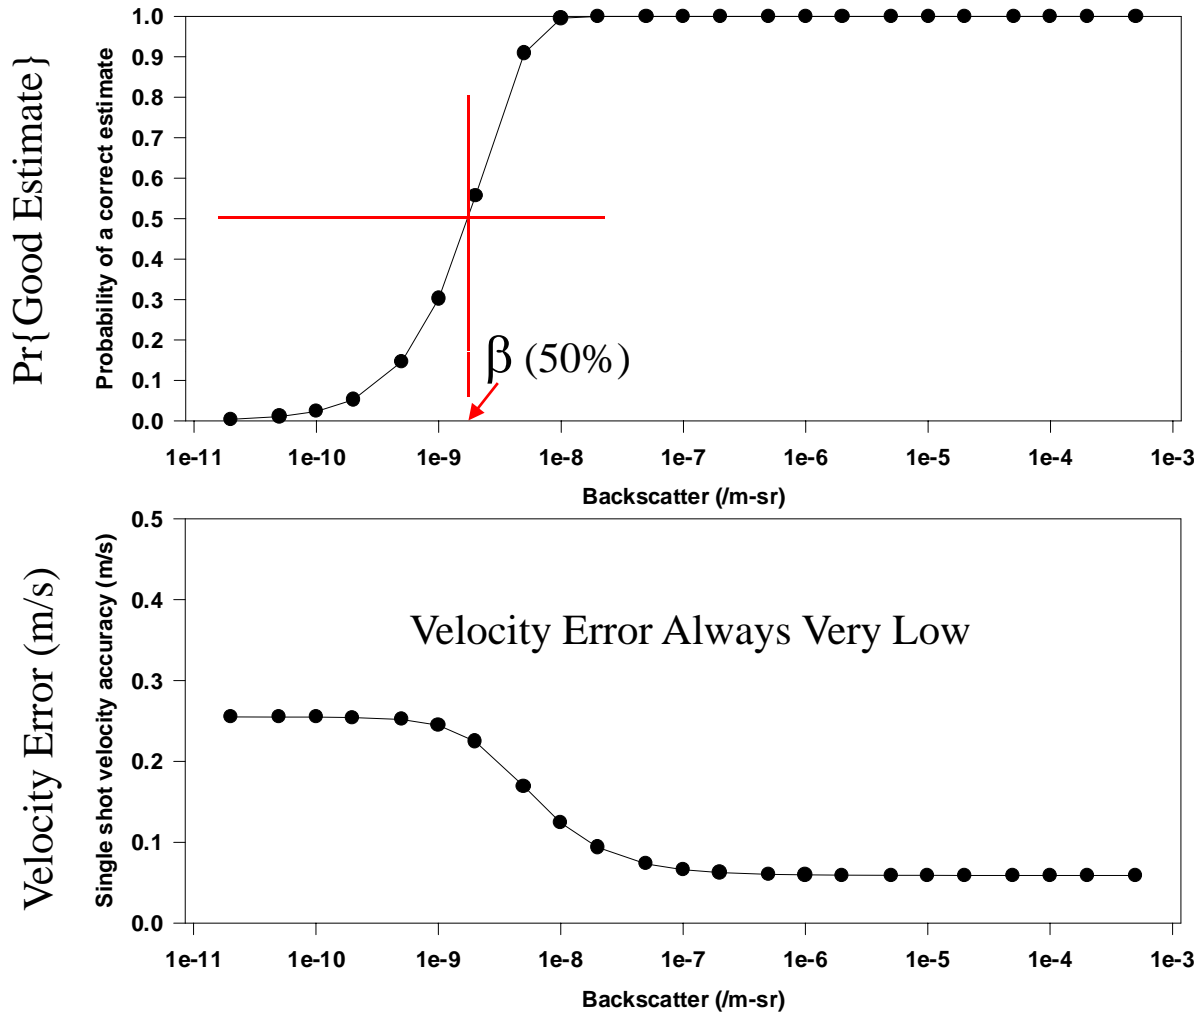 Pr{Good Estimate}
Probability of a correct estimate
1.0
0.9
0.8
0.7
0.6
0.5
0.4
0.3
0.2
0.1
0.0
β (50%)
1e-11 1e-10 1e-9 1e-8 1e-7 1e-6 1e-5 1e-4 1e-3
Backscatter (/m-sr)
Velocity Error (m/s)
Single shot velocity accuracy (m/s)
0.5
0.4
0.3
0.2
0.1
0.0
Velocity Error Always Very Low
1e-11 1e-10 1e-9 1e-8 1e-7 1e-6 1e-5 1e-4 1e-3
Backscatter (/m-sr)